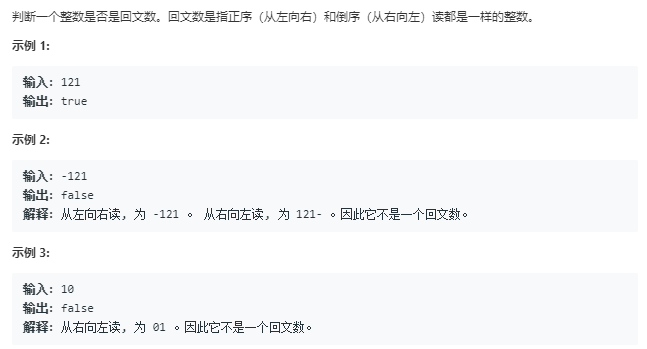 判断一个整数是否是回文数。回文数是指正序（从左向右）和倒序（从右向左）读都是一样的整数。
示例 1:
输入: 121
输出: true
示例 2:
输入: -121
输出: false
解释: 从左向右读, 为 -121 。 从右向左读, 为 121- 。因此它不是一个回文数。
示例 3:
输入: 10
输出: false
解释: 从右向左读, 为 01 。因此它不是一个回文数。